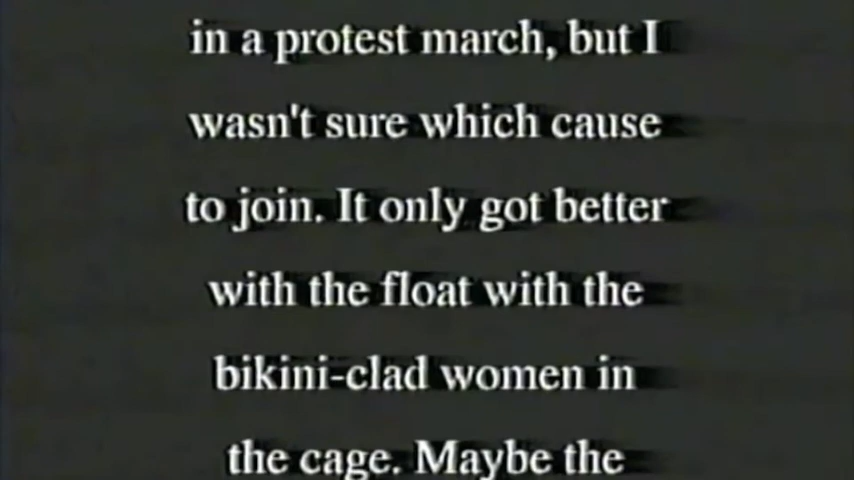 in a protest march, but I
wasn't sure which cause
to join. It only got better
with the float with the
bikini-clad women in
the cage. Maybe the